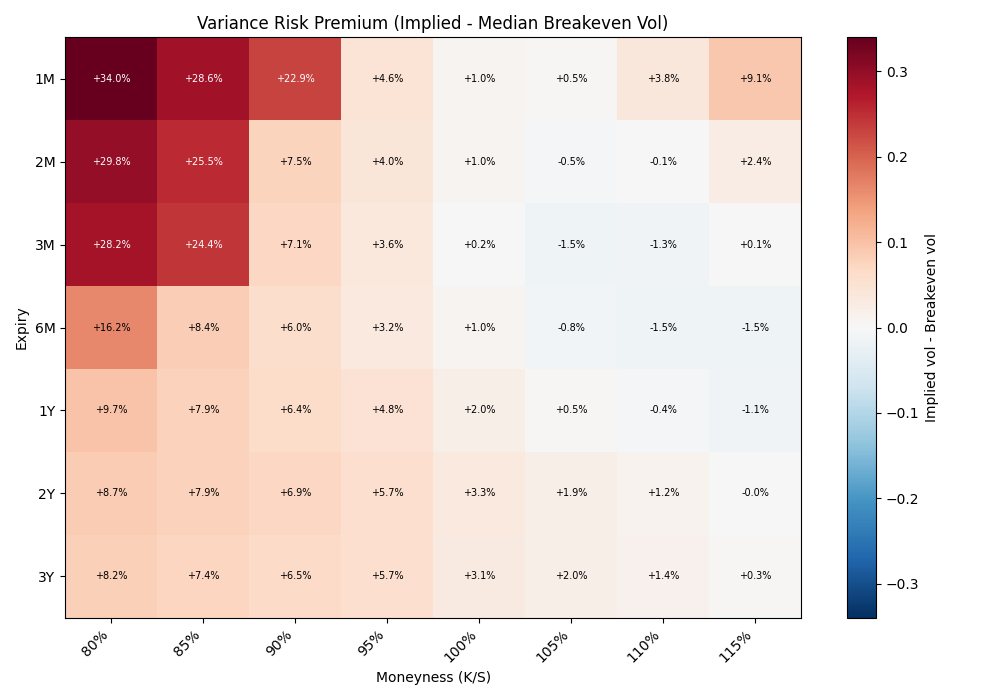 Variance Risk Premium (Implied - Median Breakeven Vol)
1M +34.0% +28.6% +22.9% +4.6% +1.0% +0.5% +3.8% +9.1%
2M +29.8% +25.5% +7.5% +4.0% +1.0% -0.5% -0.1% +2.4%
3M +28.2% +24.4% +7.1% +3.6% +0.2% -1.5% -1.3% +0.1%
6M +16.2% +8.4% +6.0% +3.2% +1.0% -0.8% -1.5% -1.5%
1Y +9.7% +7.9% +6.4% +4.8% +2.0% +0.5% -0.4% -1.1%
2Y +8.7% +7.9% +6.9% +5.7% +3.3% +1.9% +1.2% -0.0%
3Y +8.2% +7.4% +6.5% +5.7% +3.1% +2.0% +1.4% +0.3%
Expiry
80% 85% 90% 95% 100% 105% 110% 115%
Moneyness (K/S)
0.3
0.2
0.1
0.0
−0.1
−0.2
−0.3
Implied vol - Breakeven vol